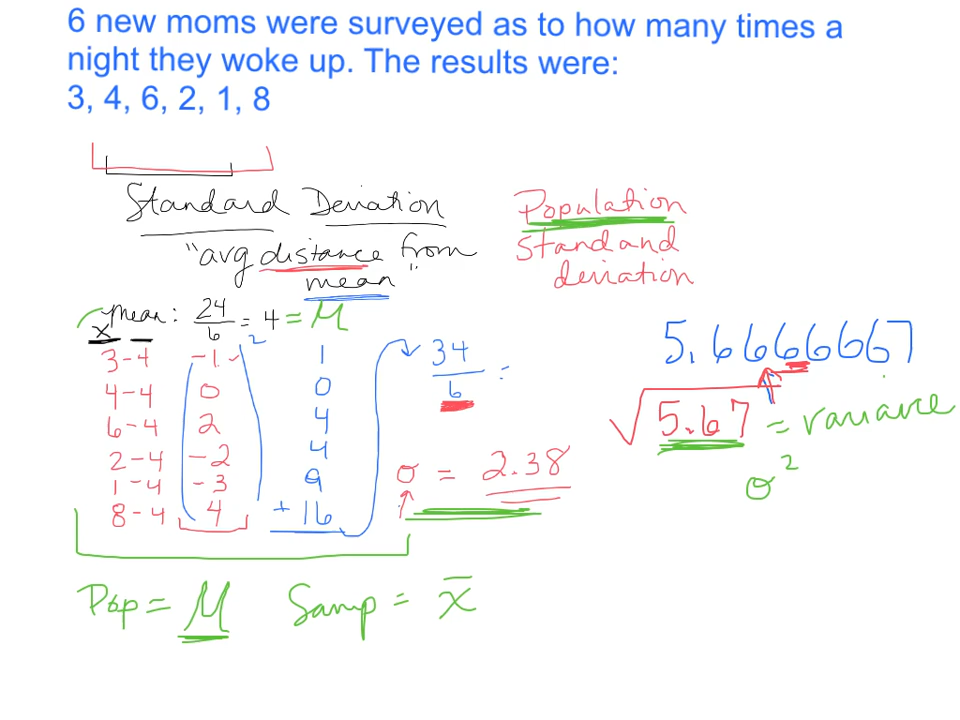 6 new moms were surveyed as to how many times a
night they woke up. The results were:
3, 4, 6, 2, 1, 8
Standard Deviation
"avg distance from
mean"
Population
Standard
deviation
mean: 24/6 = 4 = μ
x
2
3-4 -1 1
4-4 0 0
6-4 2 4
2-4 -2 4
1-4 -3 9
8-4 4 + 16
34/6 =
5.6666667
√5.67 = variance
σ²
σ = 2.38
Pop = μ Samp = x̄